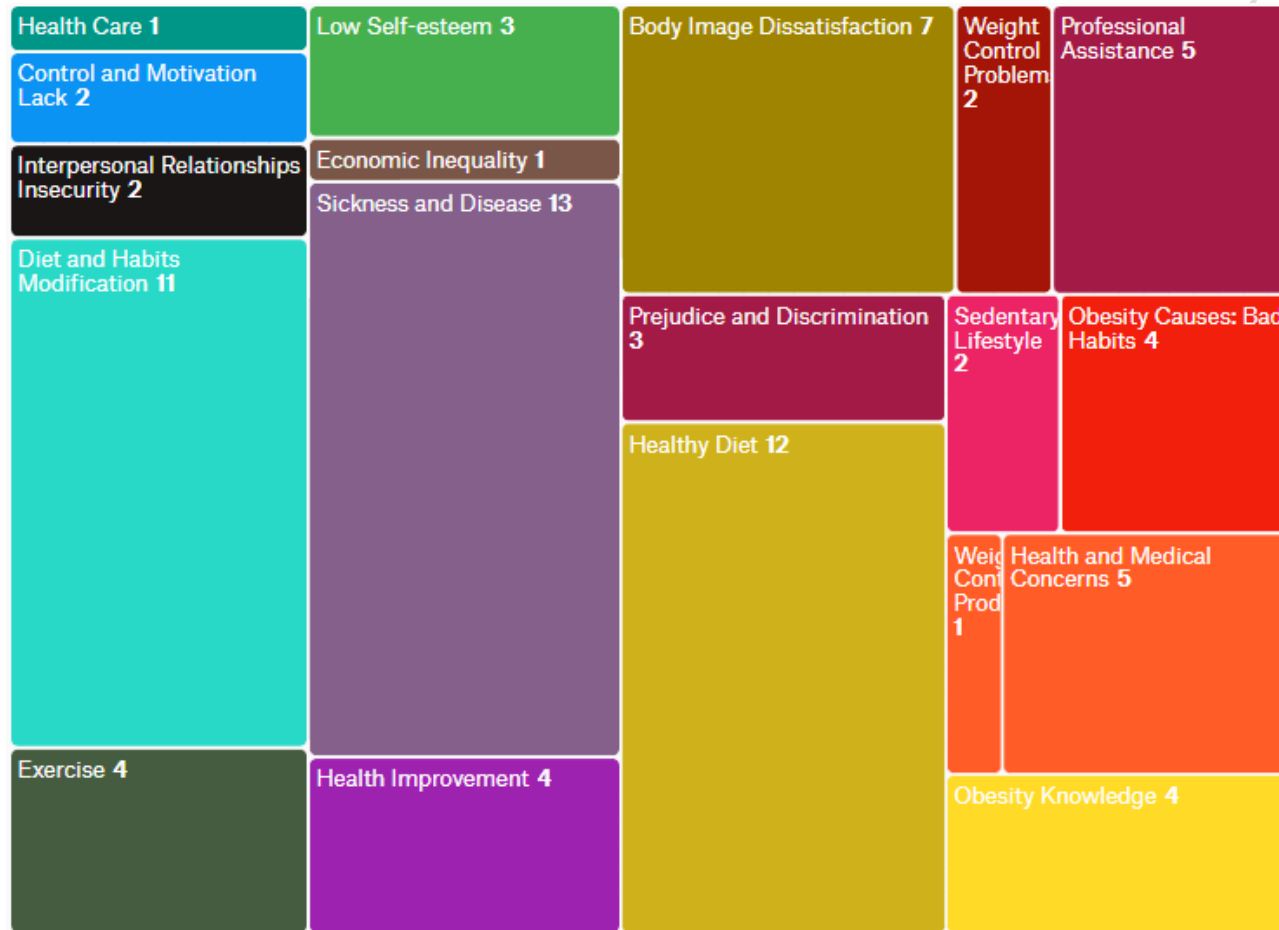 Health Care 1
Control and Motivation
Lack 2
Interpersonal Relationships
Insecurity 2
Diet and Habits
Modification 11
Exercise 4
Low Self-esteem 3
Economic Inequality 1
Sickness and Disease 13
Health Improvement 4
Body Image Dissatisfaction 7
Weight
Control
Problem
2
Professional
Assistance 5
Prejudice and Discrimination
3
Sedentary
Lifestyle
2
Obesity Causes: Bad
Habits 4
Healthy Diet 12
1
Health and Medical
Concerns 5
Obesity Knowledge 4